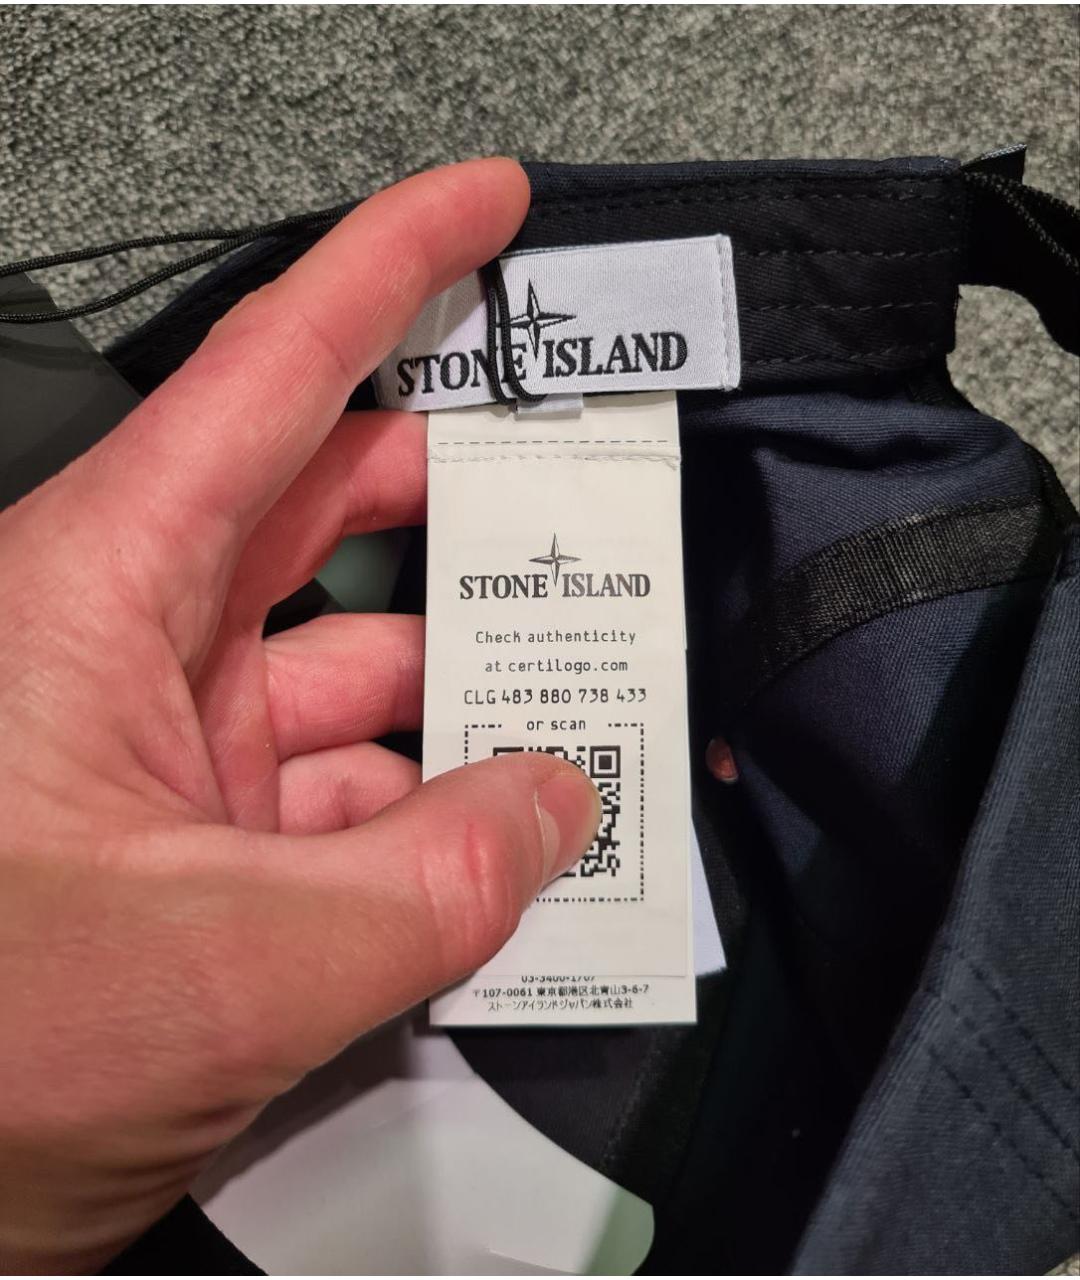 STONE ISLAND
STONE ISLAND
Check authenticity
at certilogo.com
CLG 483 880 738 433
or scan
〒107-0061 東京都港区北青山3-6-7
ストーンアイランドジャパン株式会社